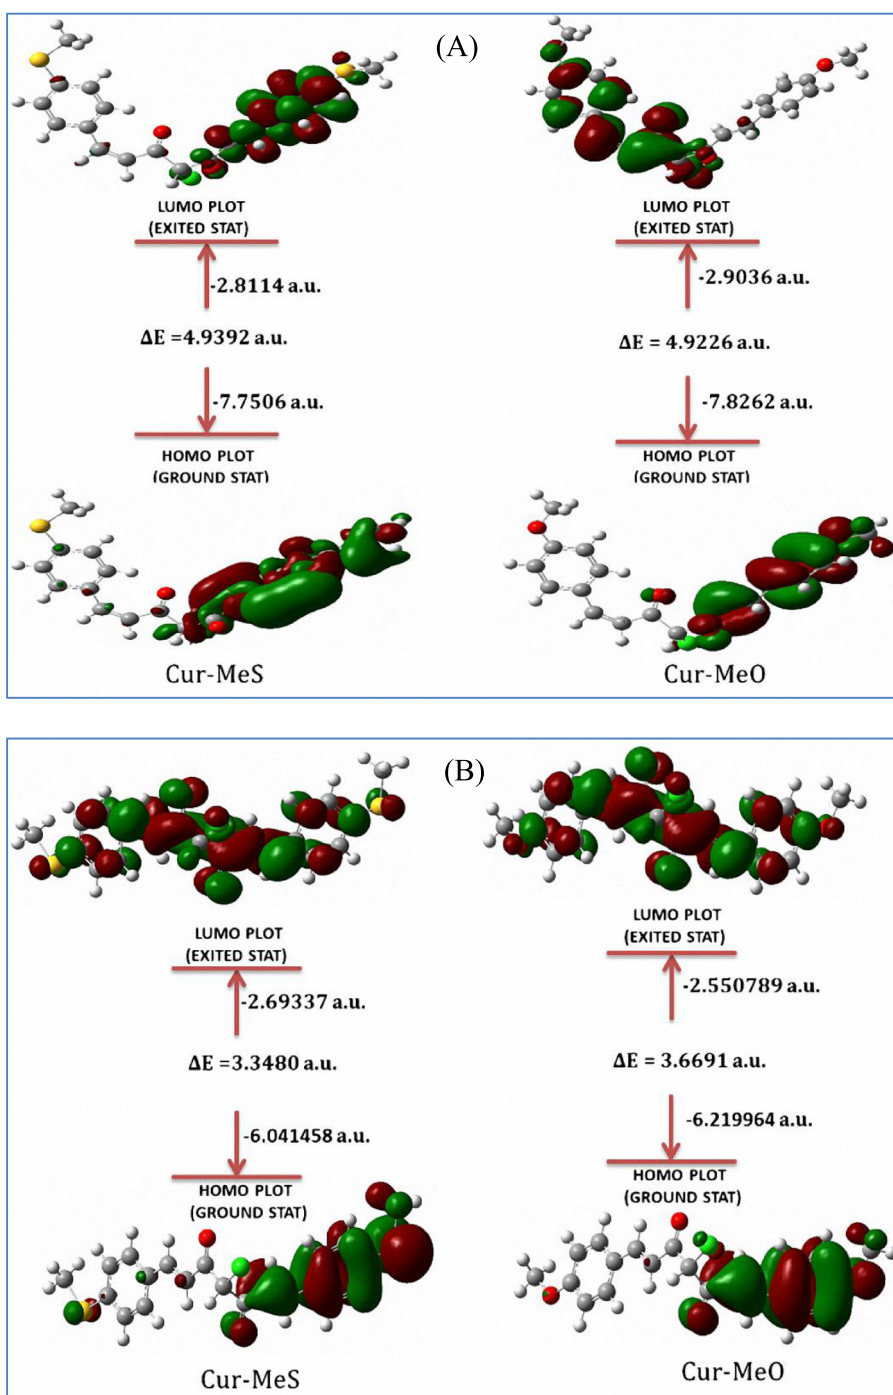 (A)
LUMO PLOT
(EXITED STAT)
-2.8114 a.u.
ΔE =4.9392 a.u.
-7.7506 a.u.
HOMO PLOT
(GROUND STAT)
Cur-MeS
LUMO PLOT
(EXITED STAT)
-2.9036 a.u.
ΔE = 4.9226 a.u.
-7.8262 a.u.
HOMO PLOT
(GROUND STAT)
Cur-MeO
(B)
LUMO PLOT
(EXITED STAT)
-2.69337 a.u.
ΔE =3.3480 a.u.
-6.041458 a.u.
HOMO PLOT
(GROUND STAT)
Cur-MeS
LUMO PLOT
(EXITED STAT)
-2.550789 a.u.
ΔE = 3.6691 a.u.
-6.219964 a.u.
HOMO PLOT
(GROUND STAT)
Cur-MeO